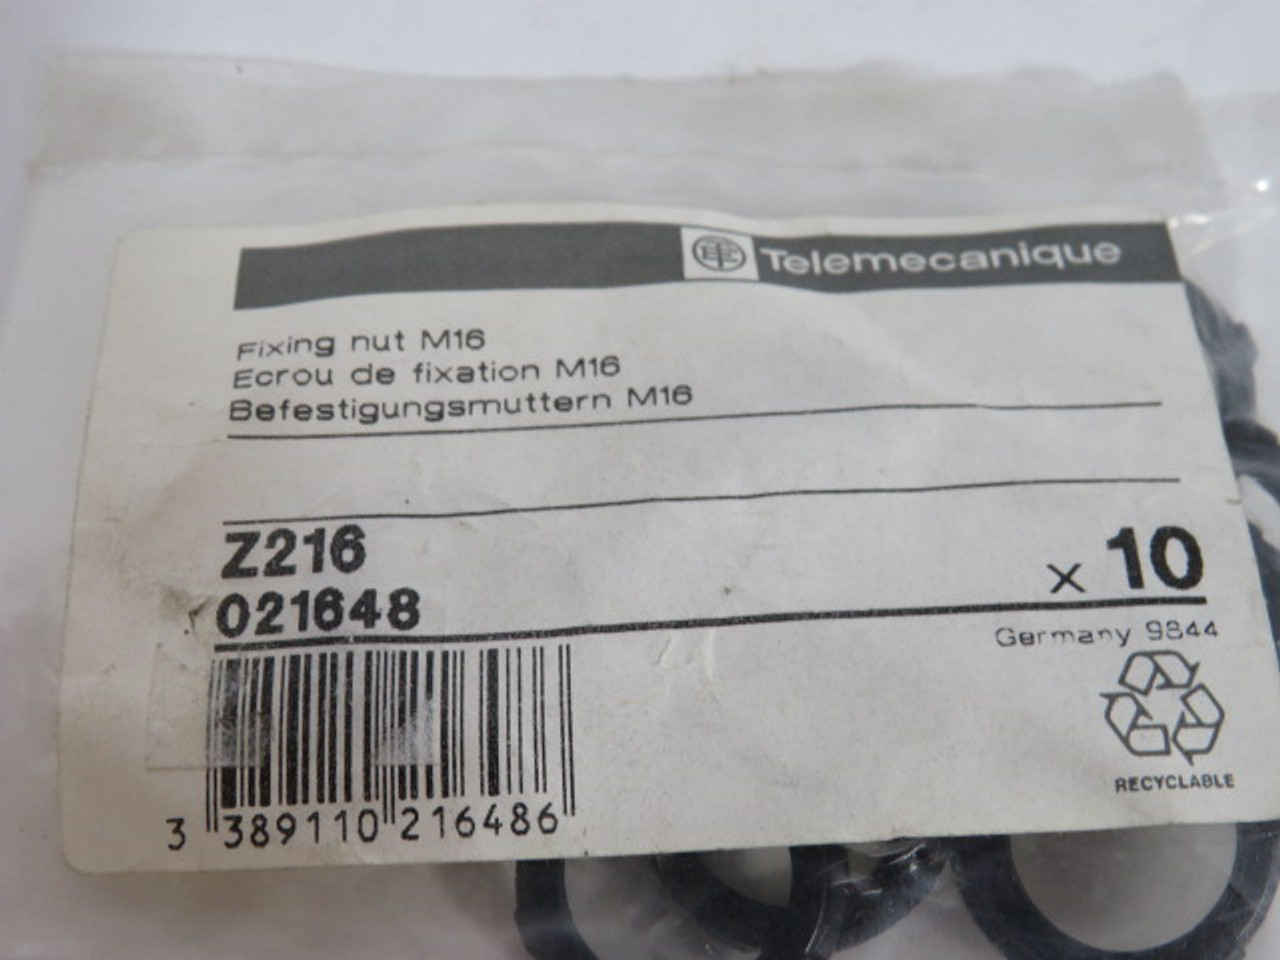 Telemecanique
Fixing nut M16
Ecrou de fixation M16
Befestigungsmuttern M16
Z216
021648
x 10
Germany 9844
RECYCLABLE
3 389110 216486